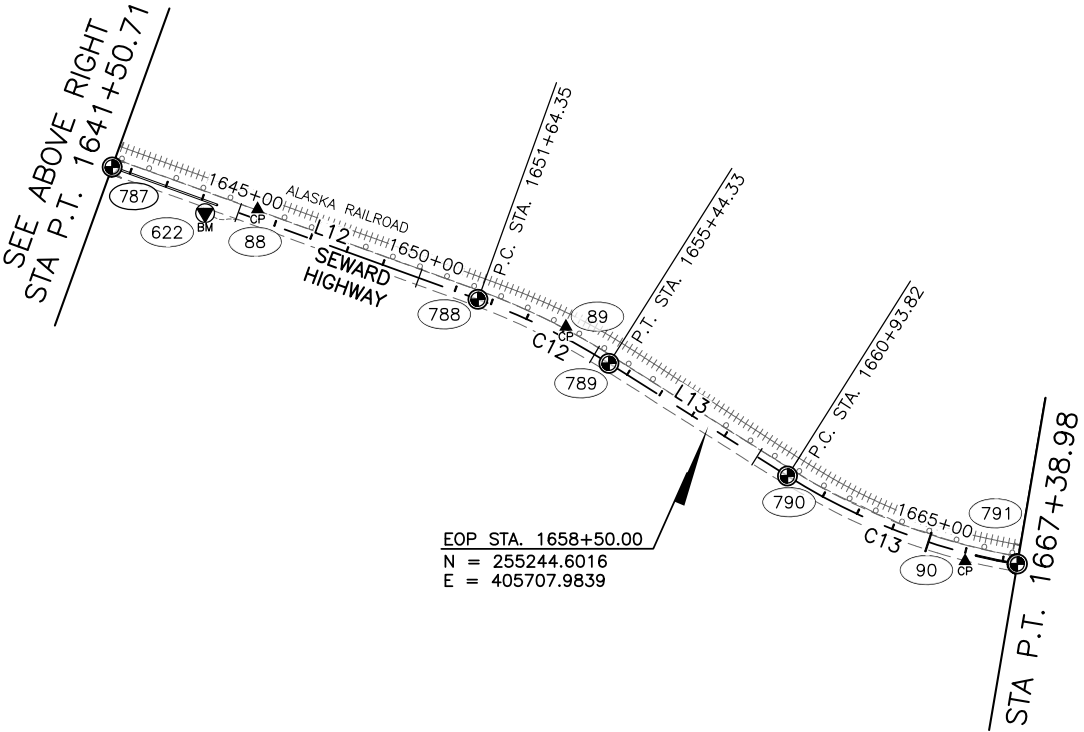 SEE ABOVE RIGHT
STA P.T. 1641+50.71
787
622
BM
1645+00
CP
88
ALASKA RAILROAD
L12
SEWARD
HIGHWAY
1650+00
788
P.C. STA. 1651+64.35
89
CP
C12
789
P.T. STA. 1655+44.33
L13
P.C. STA. 1660+93.82
790
EOP STA. 1658+50.00
N = 255244.6016
E = 405707.9839
1665+00
C13
791
90
CP
STA P.T. 1667+38.98